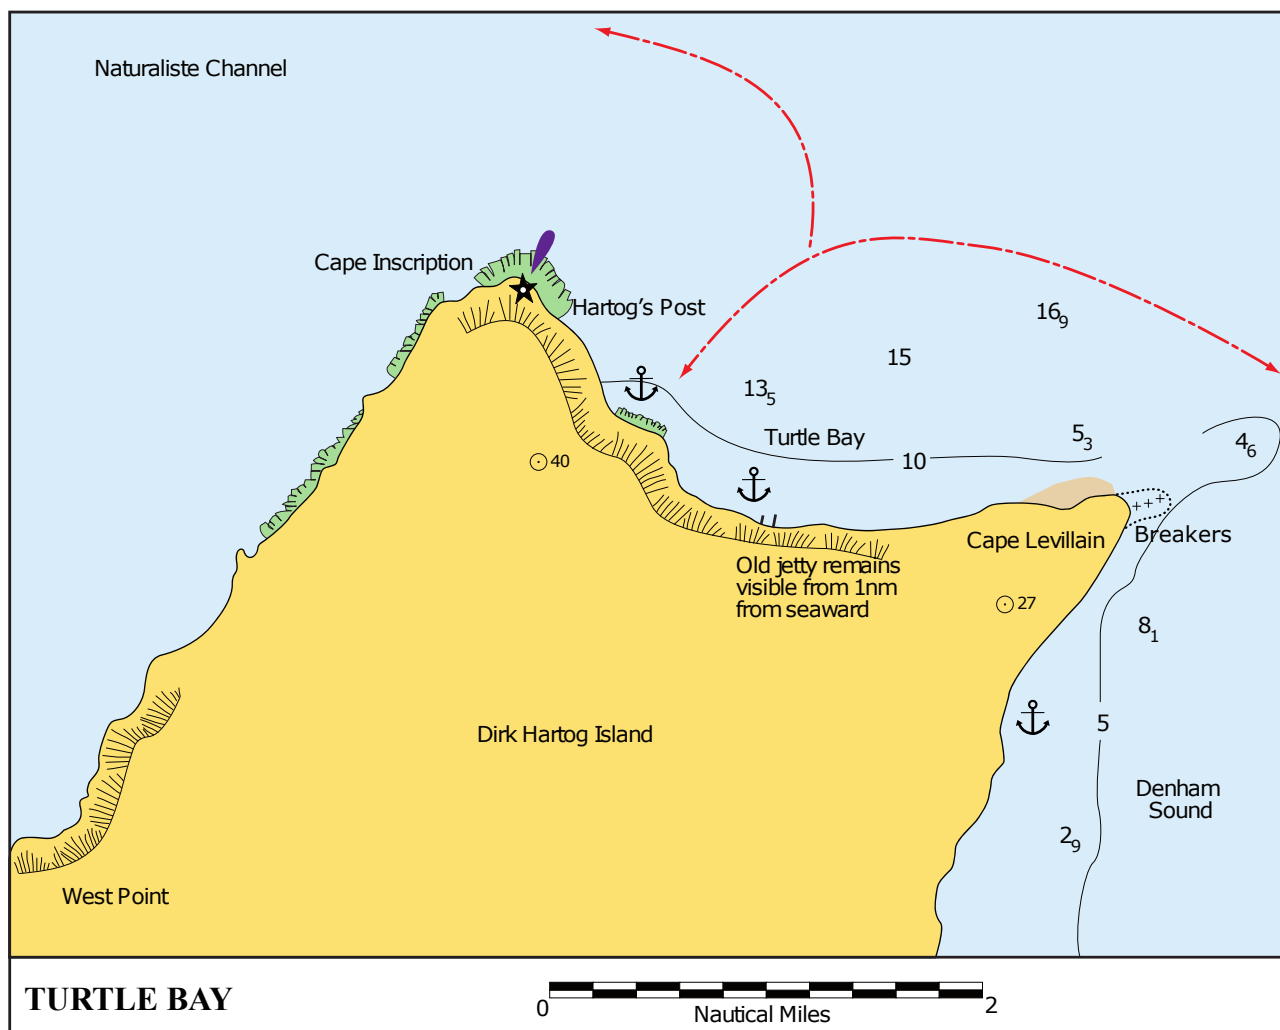 Naturaliste Channel
Cape Inscription
Hartog's Post
16₉
15
13₅
Turtle Bay
5₃
4₆
10
40
Cape Levillain
Breakers
Old jetty remains
visible from 1nm
from seaward
27
8₁
5
Dirk Hartog Island
Denham
Sound
2₉
West Point
TURTLE BAY
0
2
Nautical Miles